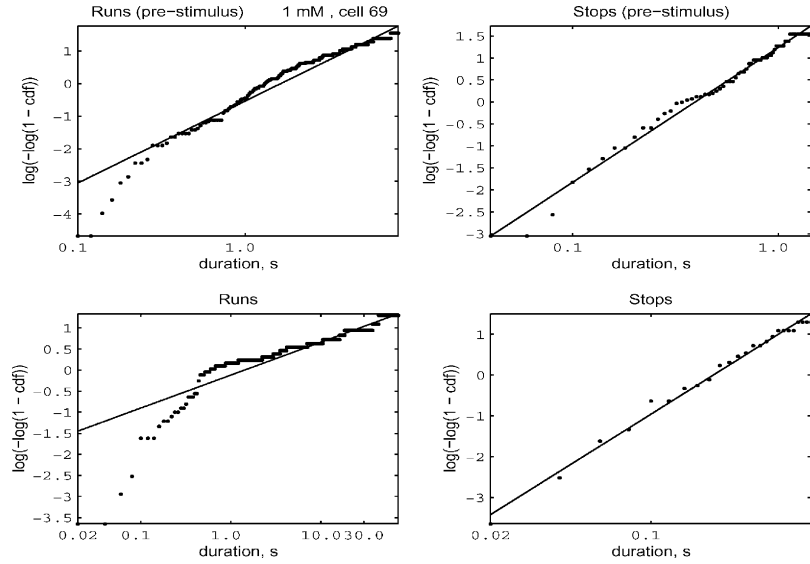 Runs (pre−stimulus) 1 mM , cell 69
log(−log(1 − cdf))
1
0
−1
−2
−3
−4
0.1 1.0
duration, s
Stops (pre−stimulus)
log(−log(1 − cdf))
1.5
1
0.5
0
−0.5
−1
−1.5
−2
−2.5
−3
0.1 1.0
duration, s
Runs
log(−log(1 − cdf))
1
0.5
0
−0.5
−1
−1.5
−2
−2.5
−3
−3.5
0.02 0.1 1.0 10.030.0
duration, s
Stops
log(−log(1 − cdf))
1
0
−1
−2
−3
0.02 0.1
duration, s